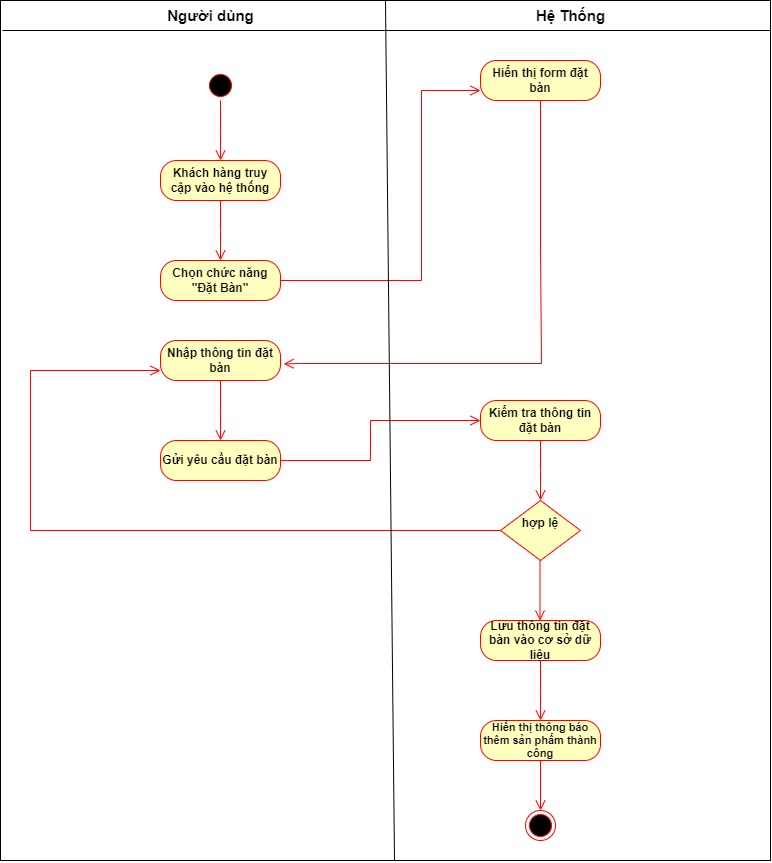 Người dùng
Hệ Thống
Hiển thị form đặt
bàn
Khách hàng truy
cập vào hệ thống
Chọn chức năng
"Đặt Bàn"
Nhập thông tin đặt
bàn
Kiểm tra thông tin
đặt bàn
Gửi yêu cầu đặt bàn
hợp lệ
Lưu thông tin đặt
bàn vào cơ sở dữ
liệu
Hiển thị thông báo
thêm sản phẩm thành
công